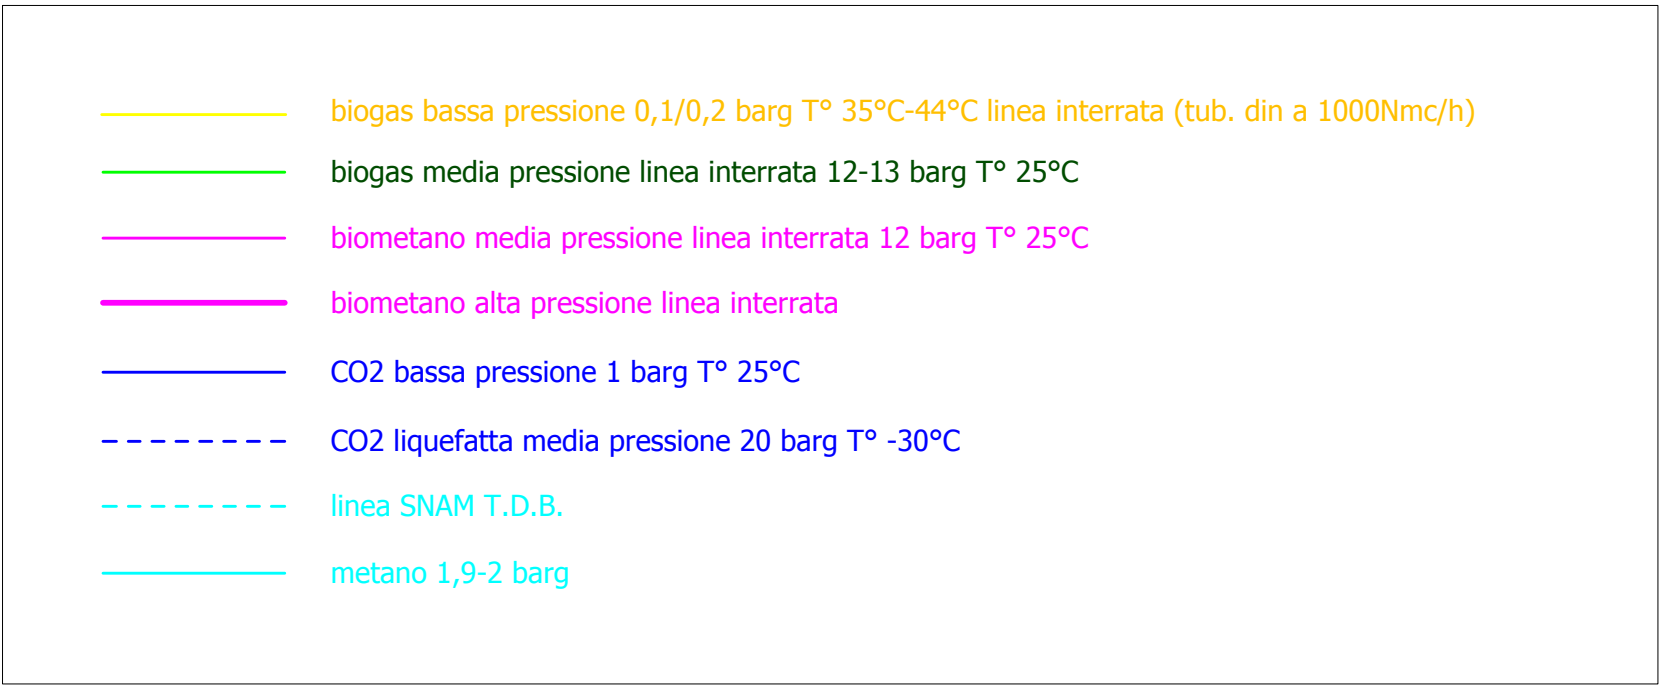 biogas bassa pressione 0,1/0,2 barg T° 35°C-44°C linea interrata (tub. din a 1000Nmc/h)
biogas media pressione linea interrata 12-13 barg T° 25°C
biometano media pressione linea interrata 12 barg T° 25°C
biometano alta pressione linea interrata
CO2 bassa pressione 1 barg T° 25°C
CO2 liquefatta media pressione 20 barg T° -30°C
linea SNAM T.D.B.
metano 1,9-2 barg